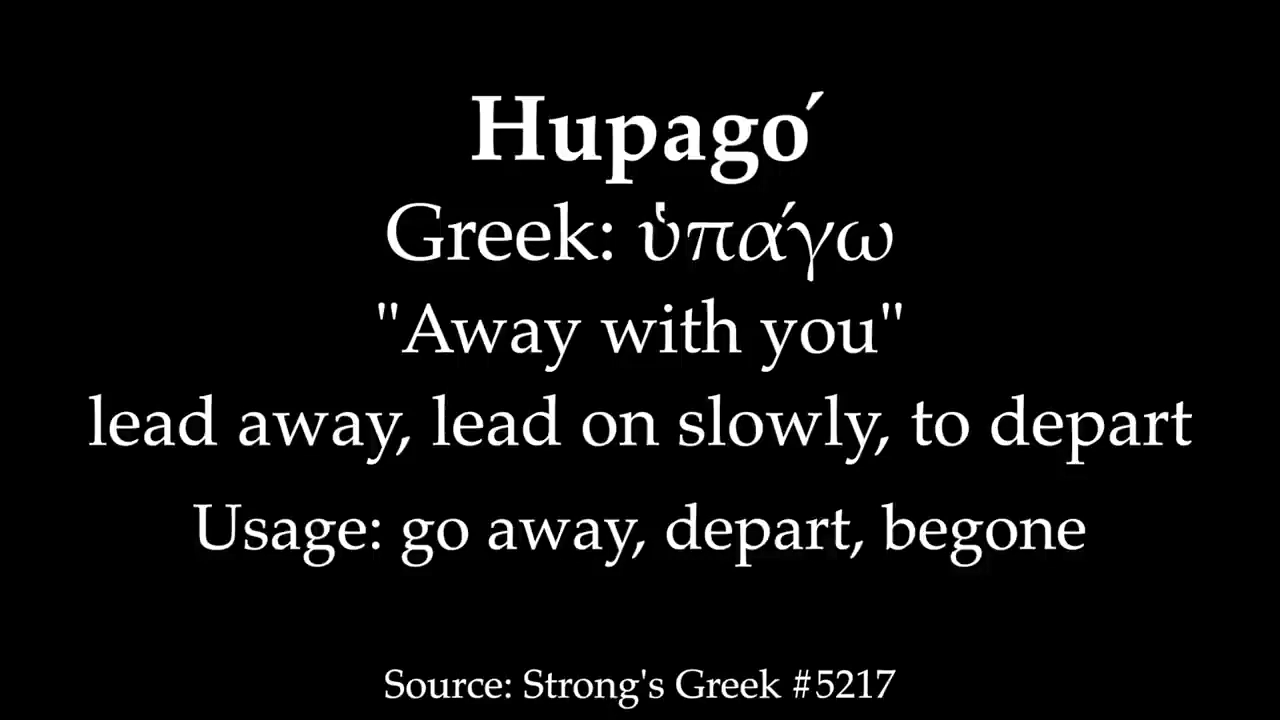 Hupagó
Greek: ὑπάγω
"Away with you"
lead away, lead on slowly, to depart
Usage: go away, depart, begone
Source: Strong's Greek #5217